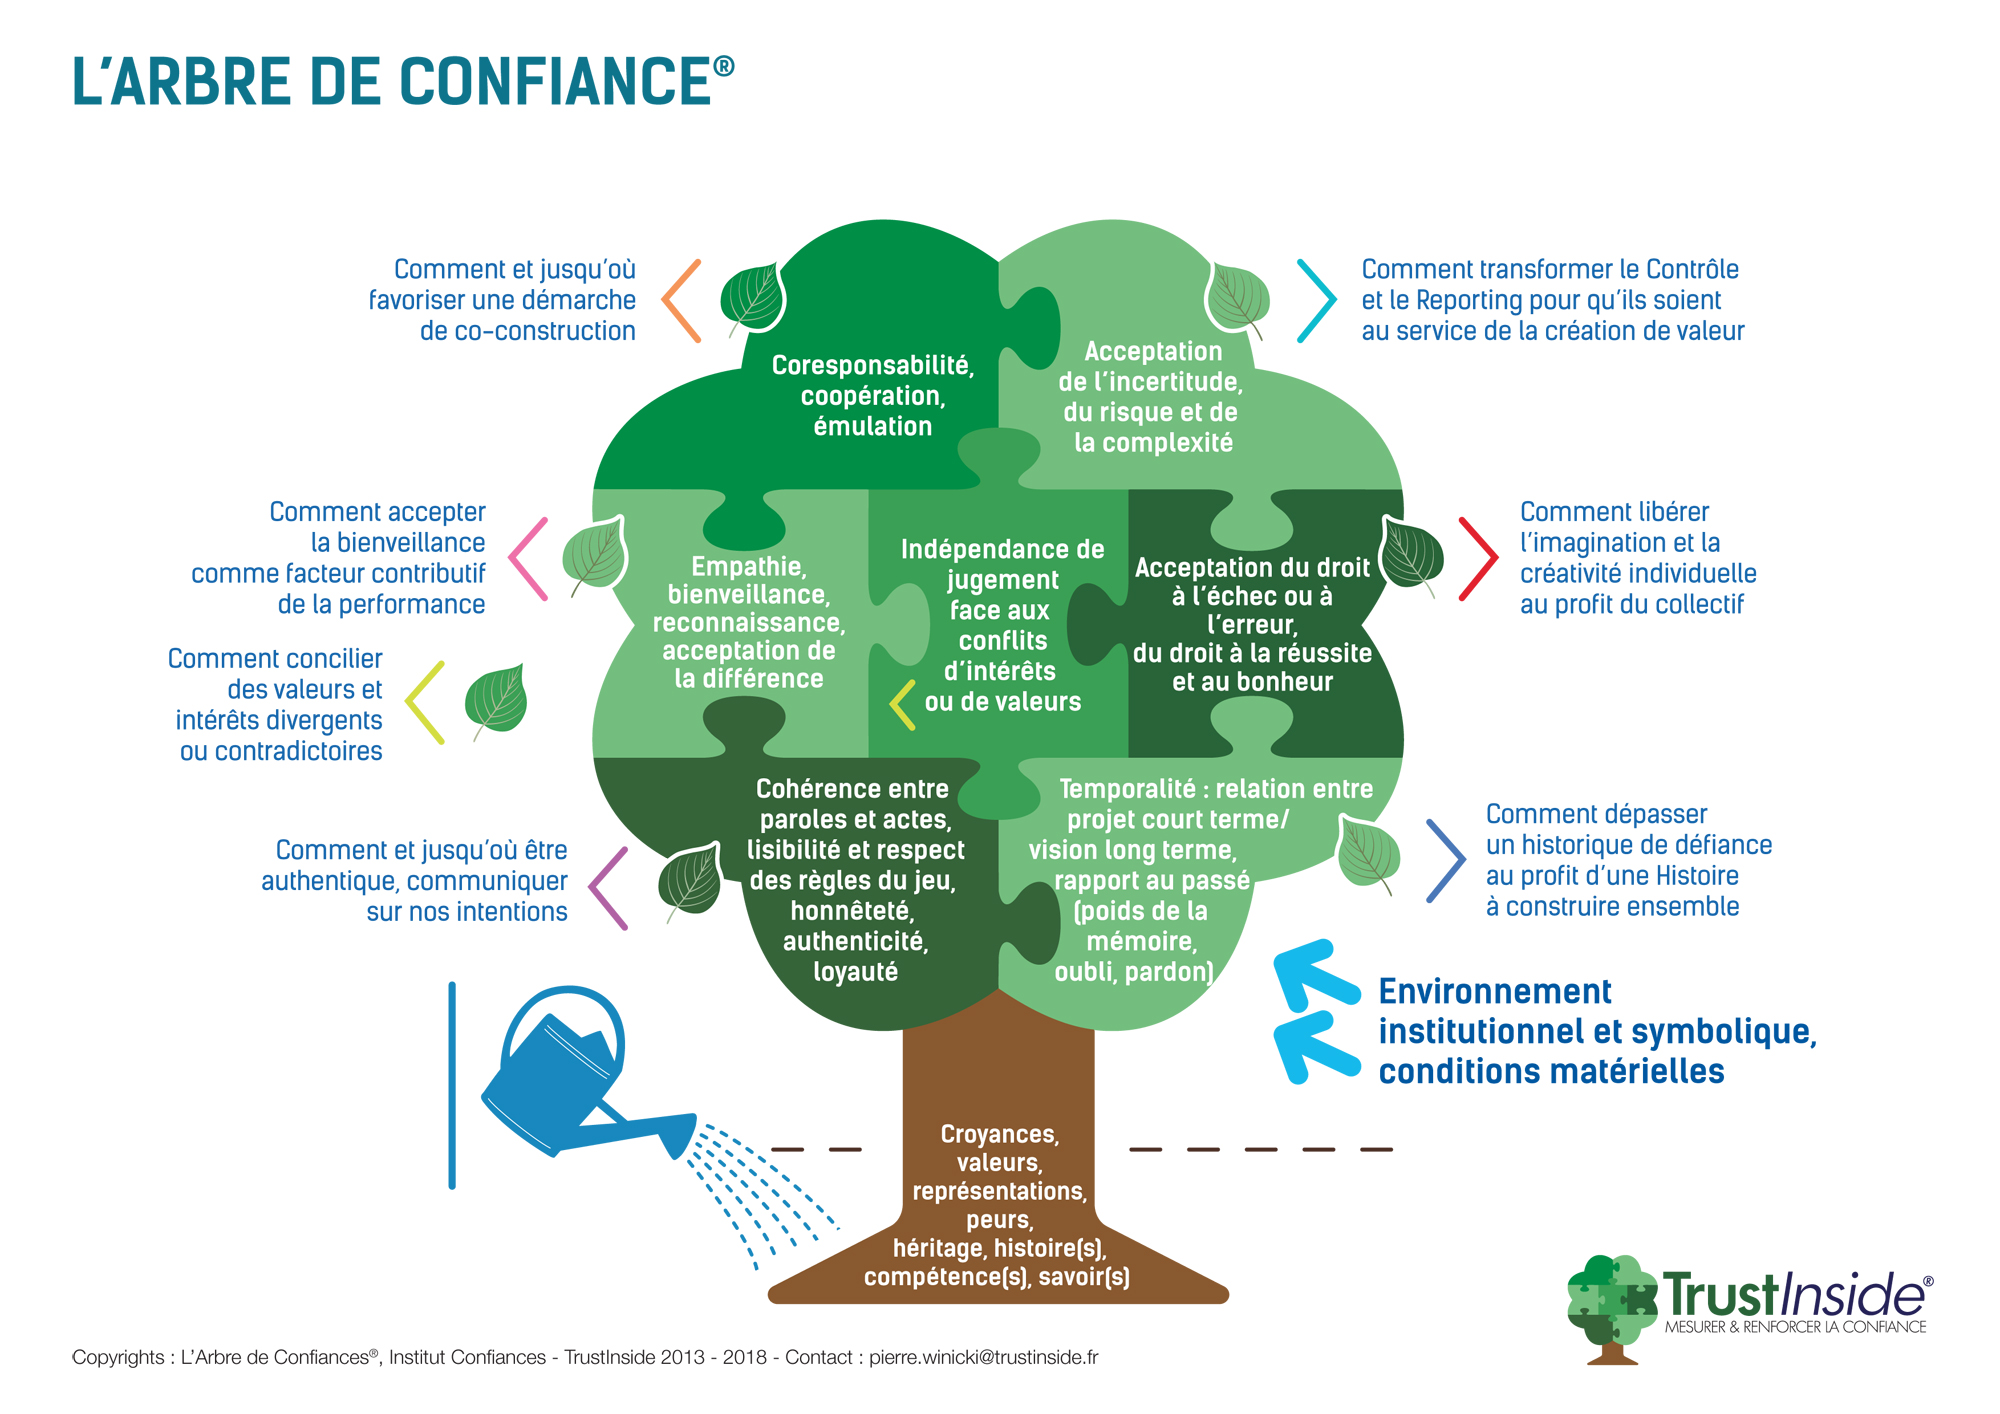 L'ARBRE DE CONFIANCE®
Comment et jusqu'où
favoriser une démarche
de co-construction
Comment transformer le Contrôle
et le Reporting pour qu'ils soient
au service de la création de valeur
Coresponsabilité,
coopération,
émulation
Acceptation
de l'incertitude,
du risque et de
la complexité
Comment accepter
la bienveillance
comme facteur contributif
de la performance
Empathie,
bienveillance,
reconnaissance,
acceptation de
la différence
Indépendance de
jugement
face aux
conflits
d'intérêts
ou de valeurs
Acceptation du droit
à l'échec ou à
l'erreur,
du droit à la réussite
et au bonheur
Comment libérer
l'imagination et la
créativité individuelle
au profit du collectif
Comment concilier
des valeurs et
intérêts divergents
ou contradictoires
Comment et jusqu'où être
authentique, communiquer
sur nos intentions
Cohérence entre
paroles et actes,
lisibilité et respect
des règles du jeu,
honnêteté,
authenticité,
loyauté
Temporalité : relation entre
projet court terme/
vision long terme,
rapport au passé
(poids de la
mémoire,
oubli, pardon)
Comment dépasser
un historique de défiance
au profit d'une Histoire
à construire ensemble
Environnement
institutionnel et symbolique,
conditions matérielles
Croyances,
valeurs,
représentations,
peurs,
héritage, histoire(s),
compétence(s), savoir(s)
TrustInside®
MESURER & RENFORCER LA CONFIANCE
Copyrights : L'Arbre de Confiances®, Institut Confiances - TrustInside 2013 - 2018 - Contact : pierre.winicki@trustinside.fr